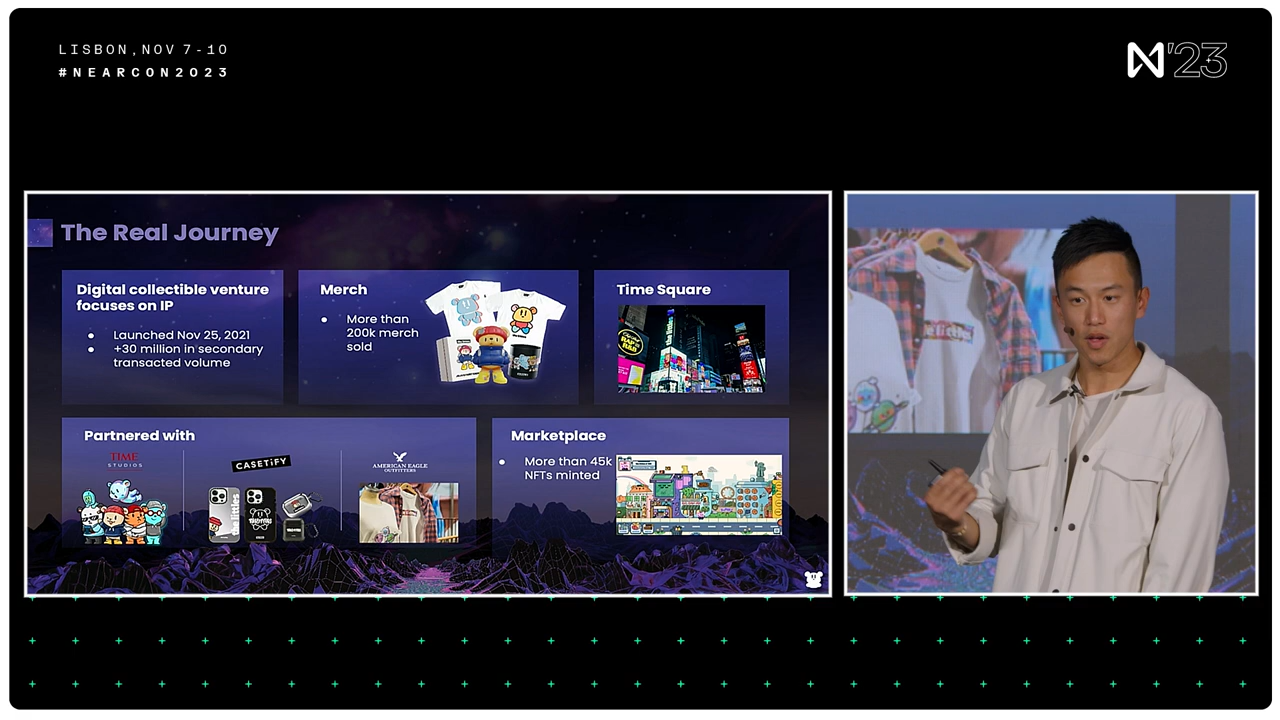 LISBON, NOV 7-10
#NEARCON2023
'23
The Real Journey
Digital collectible venture
focuses on IP
● Launched Nov 25, 2021
● +30 million in secondary
transacted volume
Merch
● More than
200k merch
sold
Time Square
Partnered with
TIME
STUDIOS
CASETiFY
AMERICAN EAGLE
OUTFITTERS
the littles
Marketplace
● More than 45k
NFTs minted